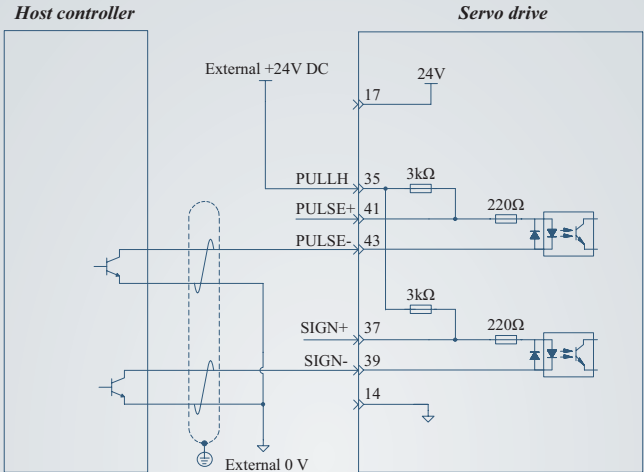 Host controller
Servo drive
External +24V DC
24V
17
PULLH
35
3kΩ
PULSE+
41
220Ω
PULSE-
43
3kΩ
SIGN+
37
220Ω
SIGN-
39
14
External 0 V